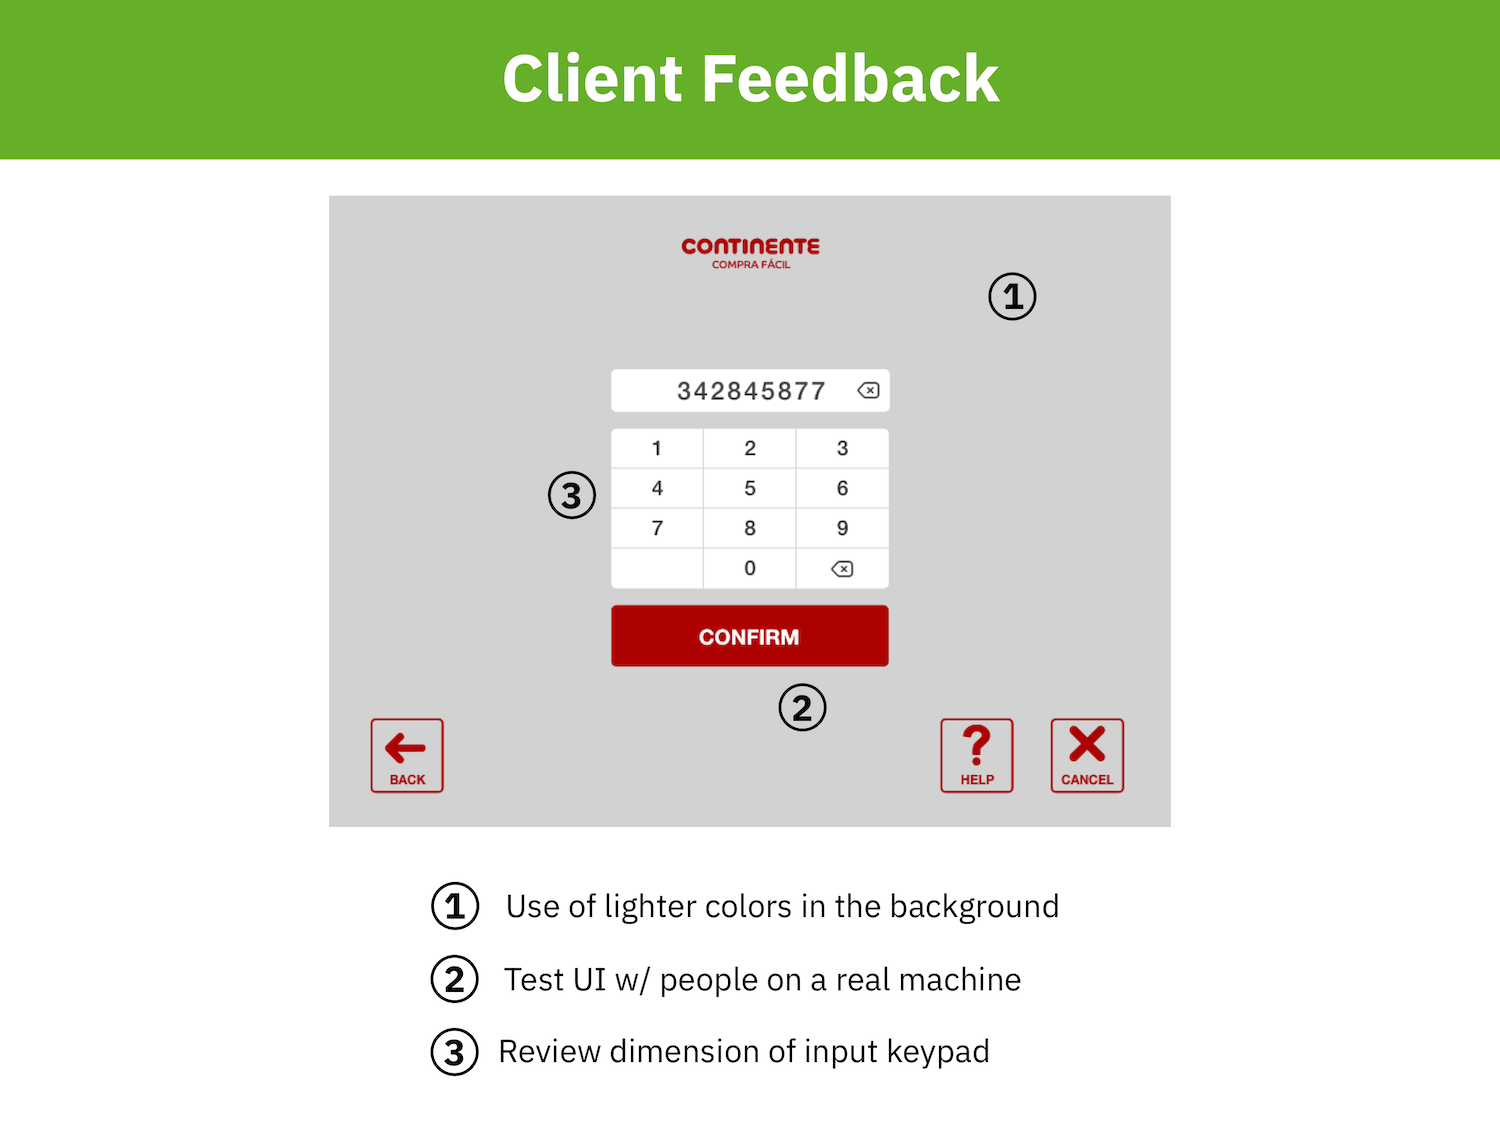 Client Feedback
CONTINENTE
COMPRA FÁCIL
1
342845877
1 2 3
3
4 5 6
7 8 9
0
CONFIRM
2
BACK
HELP
CANCEL
1 Use of lighter colors in the background
2 Test UI w/ people on a real machine
3 Review dimension of input keypad